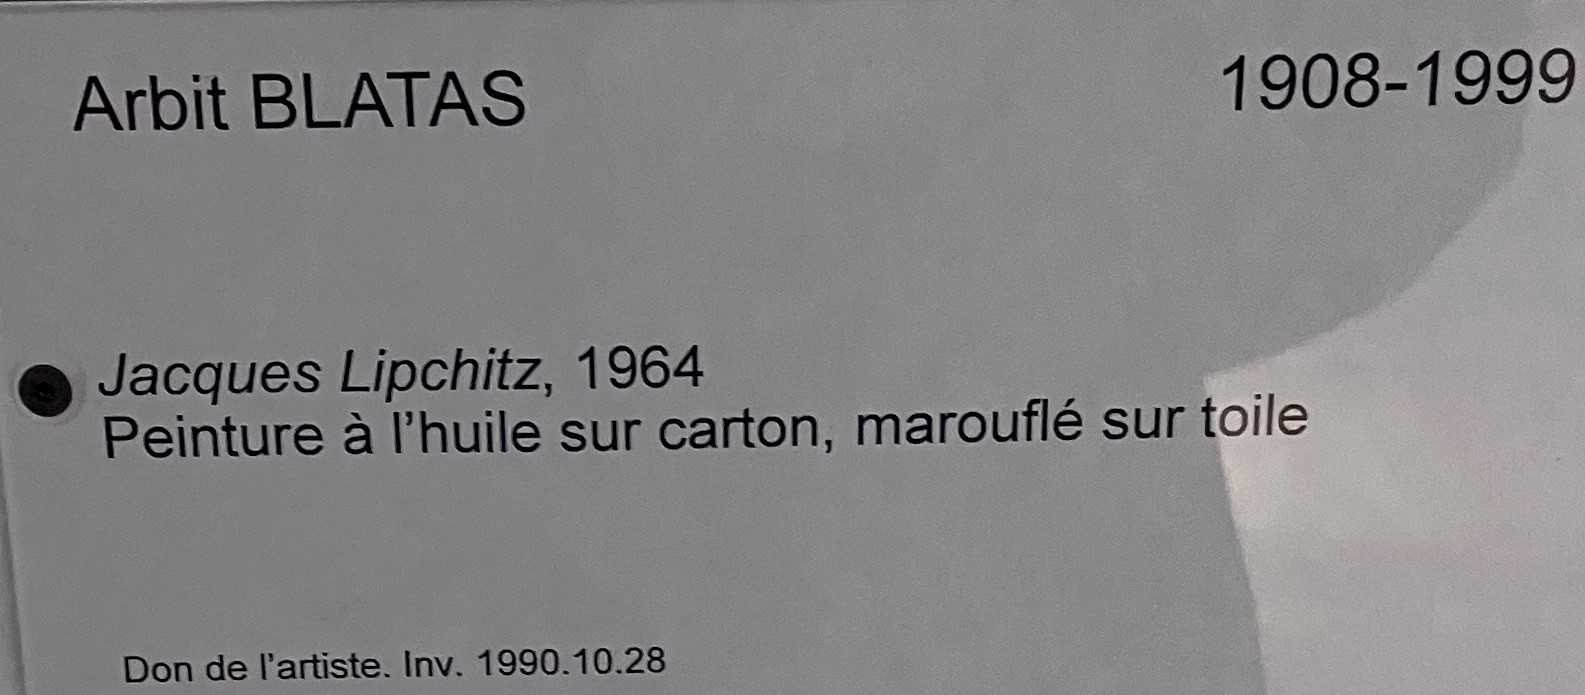 Arbit BLATAS 1908-1999
Jacques Lipchitz, 1964
Peinture à l'huile sur carton, marouflé sur toile
Don de l'artiste. Inv. 1990.10.28